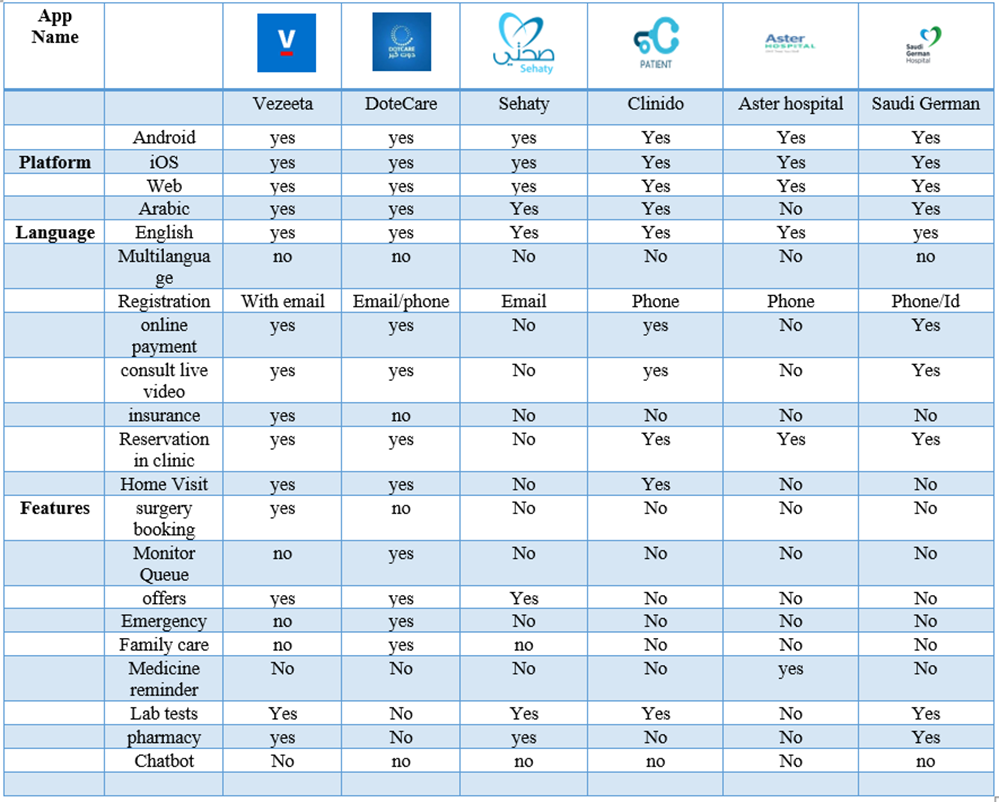 App
Name
V
DOTCARE
دوت كير
صحتي
Sehaty
PATIENT
Aster
HOSPITAL
Saudi
German
Hospital
Vezeeta DoteCare Sehaty Clinido Aster hospital Saudi German
Android yes yes yes Yes Yes Yes
Platform iOS yes yes yes Yes Yes Yes
Web yes yes yes Yes Yes Yes
Arabic yes yes Yes Yes No Yes
Language English yes yes Yes Yes Yes yes
Multilangua no no No No No no
ge
Registration With email Email/phone Email Phone Phone Phone/Id
online yes yes No yes No Yes
payment
consult live yes yes No yes No Yes
video
insurance yes no No No No No
Reservation yes yes No Yes Yes Yes
in clinic
Home Visit yes yes No Yes No No
Features surgery yes no No No No No
booking
Monitor no yes No No No No
Queue
offers yes yes Yes No No No
Emergency no yes No No No No
Family care no yes no No No No
Medicine No No No No yes No
reminder
Lab tests Yes No Yes Yes No Yes
pharmacy yes No yes No No Yes
Chatbot No no no no No no